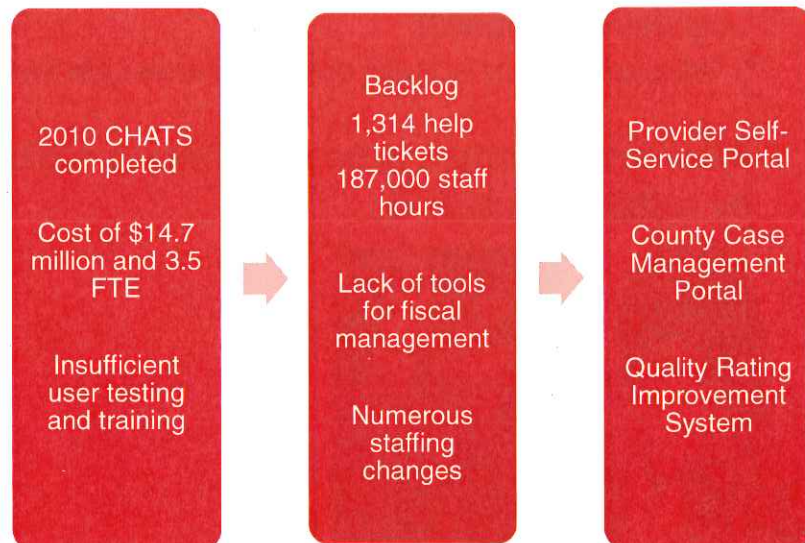 2010 CHATS
completed
Cost of $14.7
million and 3.5
FTE
Insufficient
user testing
and training
Backlog
1,314 help
tickets
187,000 staff
hours
Lack of tools
for fiscal
management
Numerous
staffing
changes
Provider Self-
Service Portal
County Case
Management
Portal
Quality Rating
Improvement
System